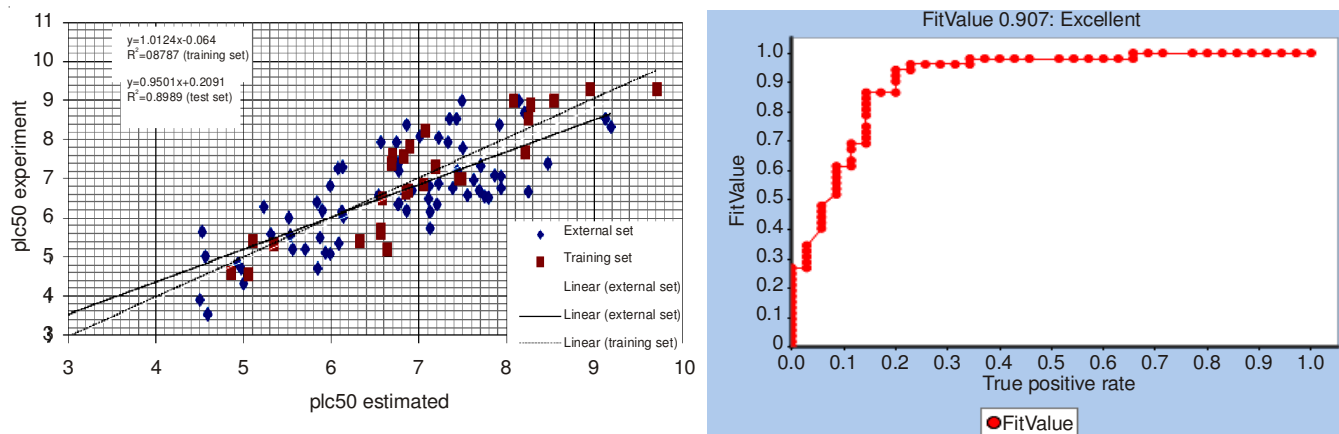 11
10
9
8
7
6
5
4
3
plc50 experiment
y=1.0124x-0.064
R²=08787 (training set)
y=0.9501x+0.2091
R²=0.8989 (test set)
External set
Training set
Linear (external set)
Linear (external set)
Linear (training set)
3 4 5 6 7 8 9 10
plc50 estimated
FitValue 0.907: Excellent
1.0
0.9
0.8
0.7
0.6
0.5
0.4
0.3
0.2
0.1
0
FitValue
0.0 0.1 0.2 0.3 0.4 0.5 0.6 0.7 0.8 0.9 1.0
True positive rate
FitValue